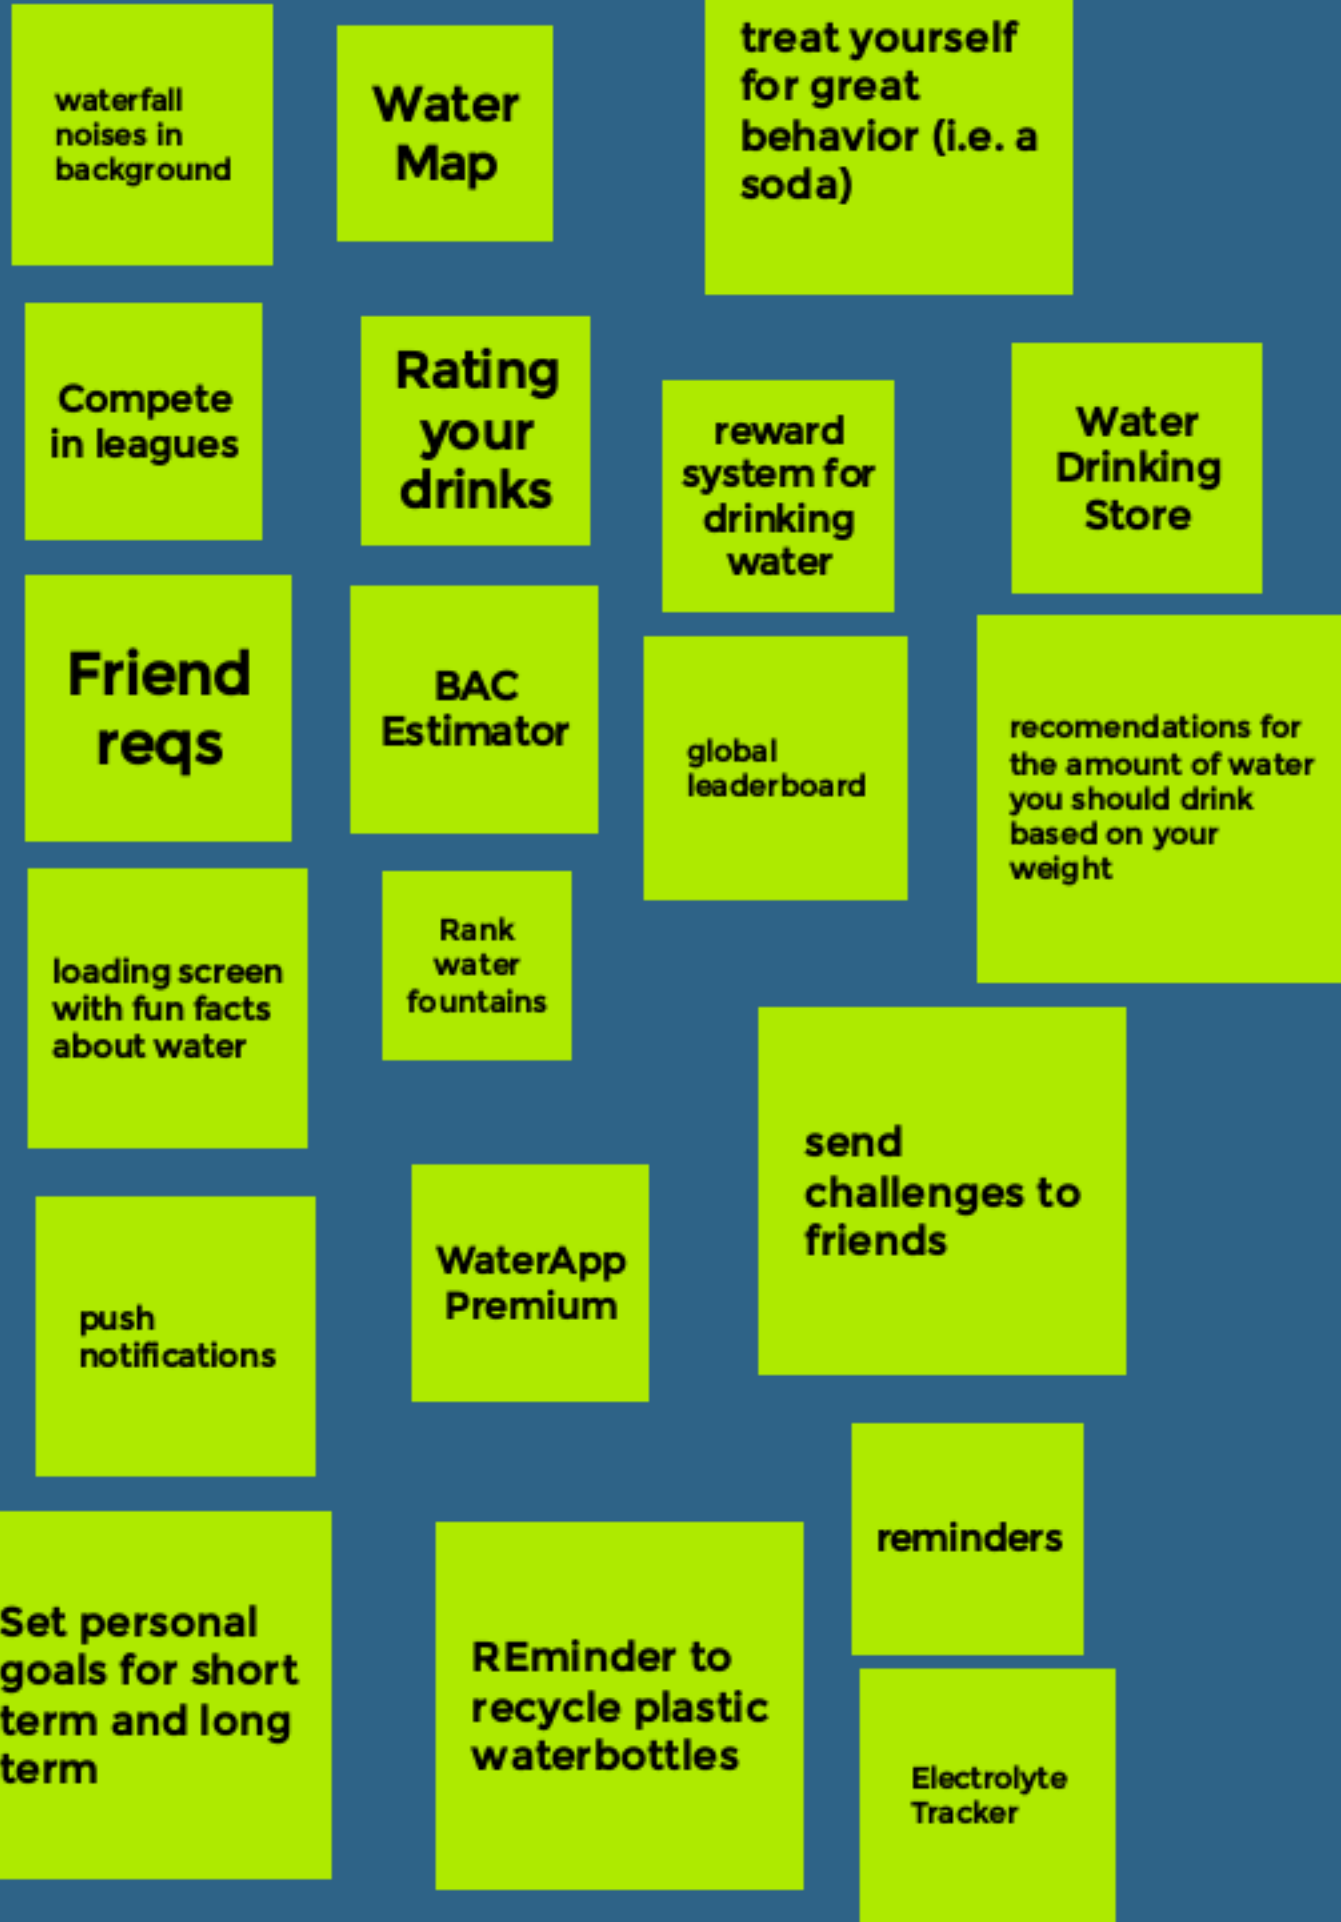 waterfall
noises in
background
Water
Map
treat yourself
for great
behavior (i.e. a
soda)
Compete
in leagues
Rating
your
drinks
reward
system for
drinking
water
Water
Drinking
Store
Friend
reqs
BAC
Estimator
global
leaderboard
recomendations for
the amount of water
you should drink
based on your
weight
loading screen
with fun facts
about water
Rank
water
fountains
send
challenges to
friends
push
notifications
WaterApp
Premium
reminders
Set personal
goals for short
term and long
term
REminder to
recycle plastic
waterbottles
Electrolyte
Tracker